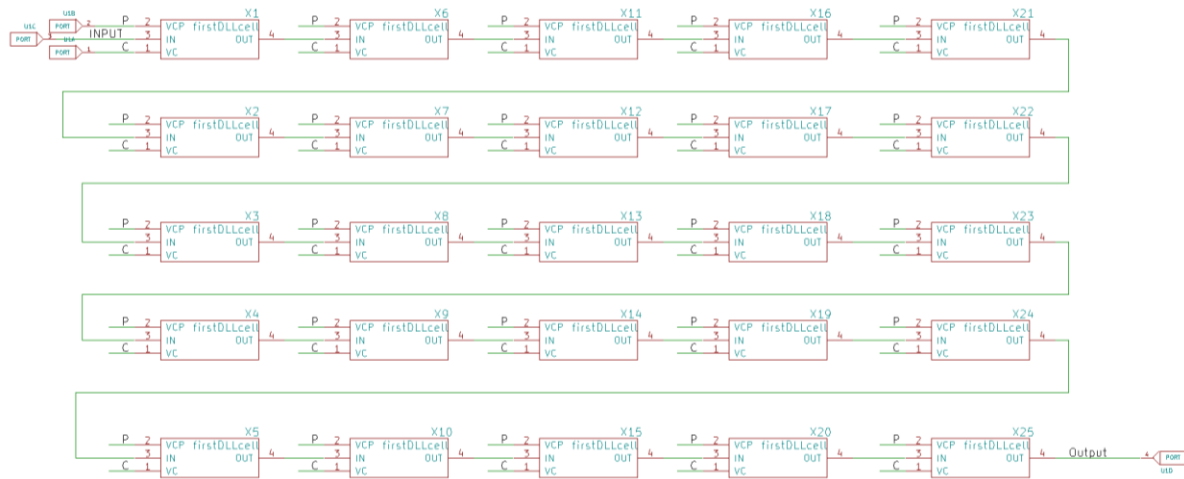 U1B
U1C
PORT
2
P
2
VCP
firstDLLcell
X1
PORT
3
U1A
INPUT
3
IN
OUT
4
PORT
1
C
1
VC
P 2 VCP firstDLLcell X6
3 IN OUT 4
C 1 VC
P 2 VCP firstDLLcell X11
3 IN OUT 4
C 1 VC
P 2 VCP firstDLLcell X16
3 IN OUT 4
C 1 VC
P 2 VCP firstDLLcell X21
3 IN OUT 4
C 1 VC
P 2 VCP firstDLLcell X2
3 IN OUT 4
C 1 VC
P 2 VCP firstDLLcell X7
3 IN OUT 4
C 1 VC
P 2 VCP firstDLLcell X12
3 IN OUT 4
C 1 VC
P 2 VCP firstDLLcell X17
3 IN OUT 4
C 1 VC
P 2 VCP firstDLLcell X22
3 IN OUT 4
C 1 VC
P 2 VCP firstDLLcell X3
3 IN OUT 4
C 1 VC
P 2 VCP firstDLLcell X8
3 IN OUT 4
C 1 VC
P 2 VCP firstDLLcell X13
3 IN OUT 4
C 1 VC
P 2 VCP firstDLLcell X18
3 IN OUT 4
C 1 VC
P 2 VCP firstDLLcell X23
3 IN OUT 4
C 1 VC
P 2 VCP firstDLLcell X4
3 IN OUT 4
C 1 VC
P 2 VCP firstDLLcell X9
3 IN OUT 4
C 1 VC
P 2 VCP firstDLLcell X14
3 IN OUT 4
C 1 VC
P 2 VCP firstDLLcell X19
3 IN OUT 4
C 1 VC
P 2 VCP firstDLLcell X24
3 IN OUT 4
C 1 VC
P 2 VCP firstDLLcell X5
3 IN OUT 4
C 1 VC
P 2 VCP firstDLLcell X10
3 IN OUT 4
C 1 VC
P 2 VCP firstDLLcell X15
3 IN OUT 4
C 1 VC
P 2 VCP firstDLLcell X20
3 IN OUT 4
C 1 VC
P 2 VCP firstDLLcell X25
3 IN OUT 4
C 1 VC
Output
4
PORT
U1D